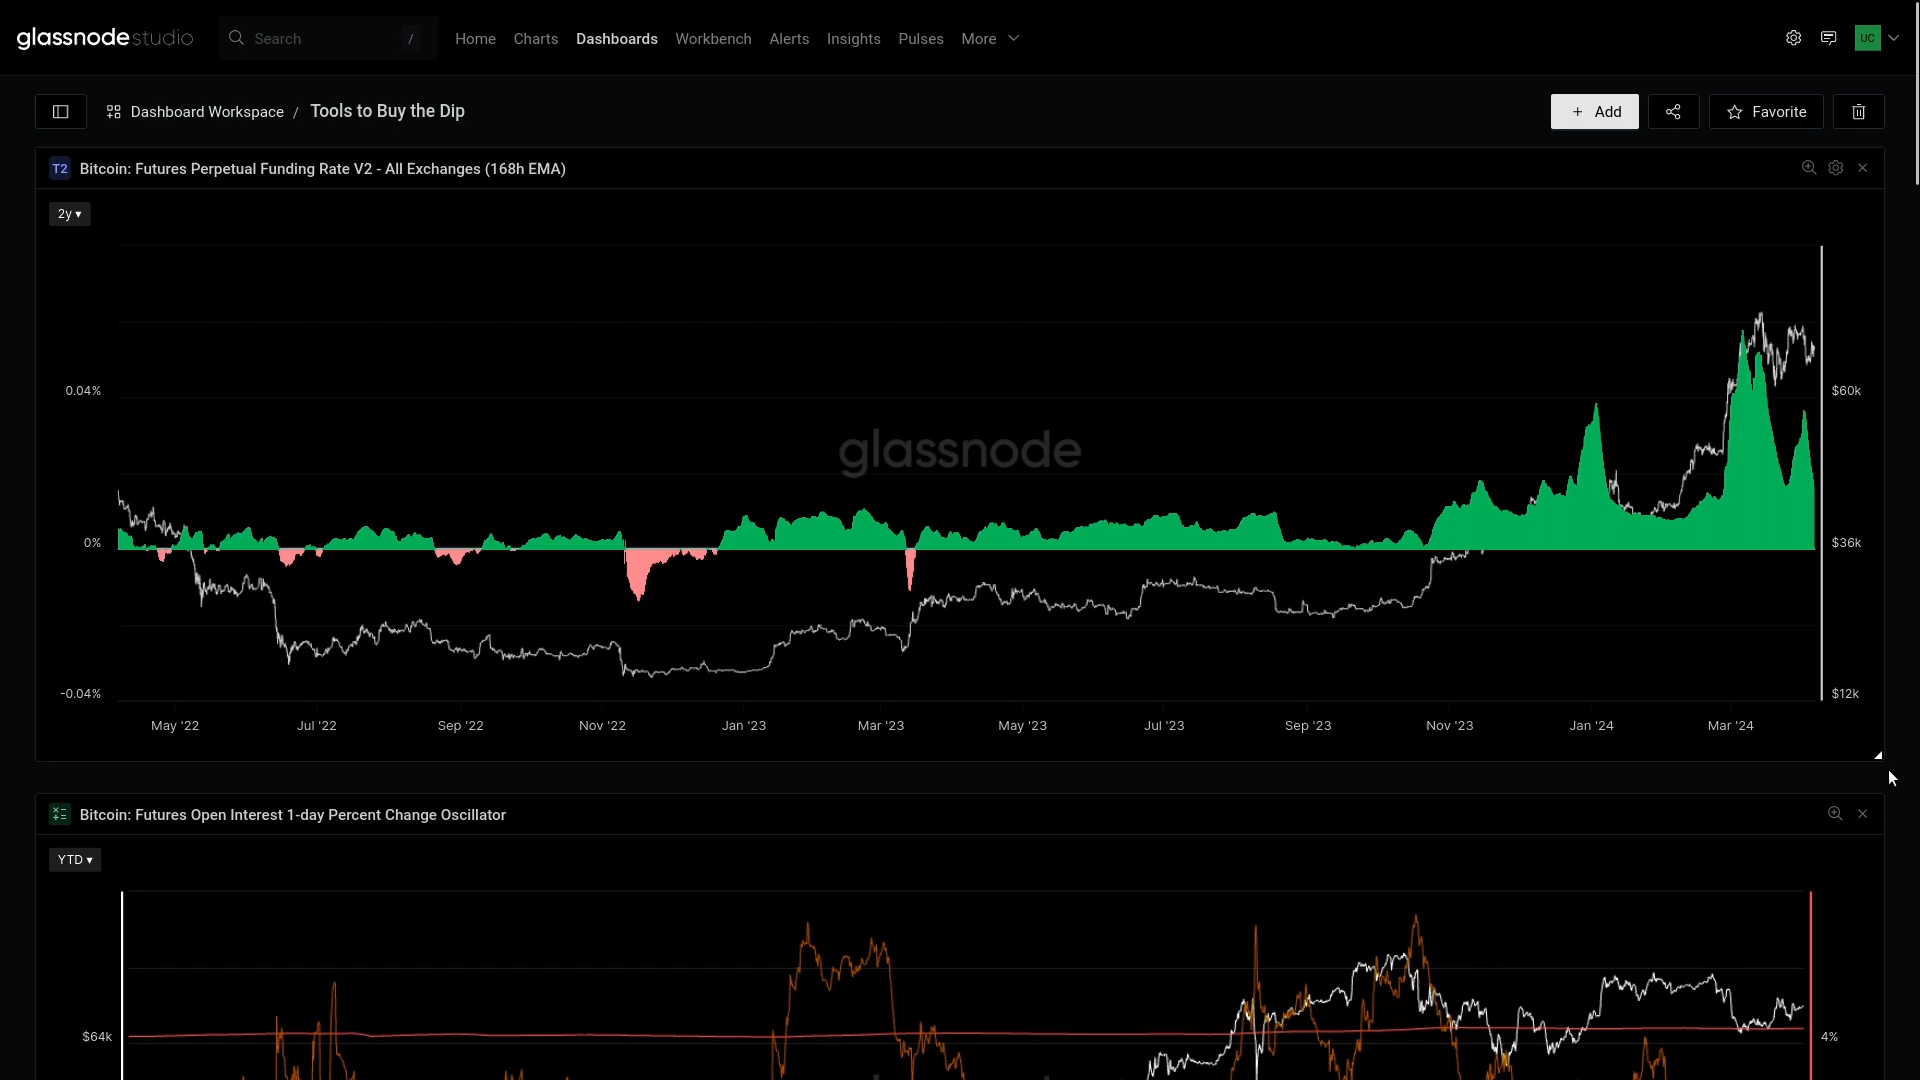 glassnodestudio
Search /
Home Charts Dashboards Workbench Alerts Insights Pulses More
UC
Dashboard Workspace / Tools to Buy the Dip
+ Add
Favorite
T2 Bitcoin: Futures Perpetual Funding Rate V2 - All Exchanges (168h EMA)
2y ▾
0.04%
$60k
glassnode
0%
$36k
-0.04%
$12k
May '22 Jul '22 Sep '22 Nov '22 Jan '23 Mar '23 May '23 Jul '23 Sep '23 Nov '23 Jan '24 Mar '24
Bitcoin: Futures Open Interest 1-day Percent Change Oscillator
YTD ▾
$64k
4%